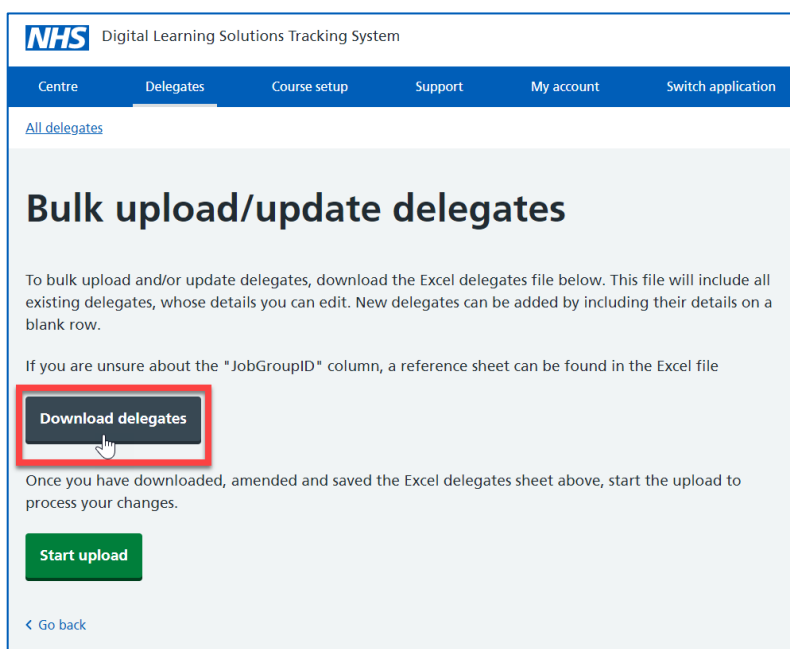 NHS Digital Learning Solutions Tracking System
Centre Delegates Course setup Support My account Switch application
All delegates
Bulk upload/update delegates
To bulk upload and/or update delegates, download the Excel delegates file below. This file will include all
existing delegates, whose details you can edit. New delegates can be added by including their details on a
blank row.
If you are unsure about the "JobGroupID" column, a reference sheet can be found in the Excel file
Download delegates
Once you have downloaded, amended and saved the Excel delegates sheet above, start the upload to
process your changes.
Start upload
Go back